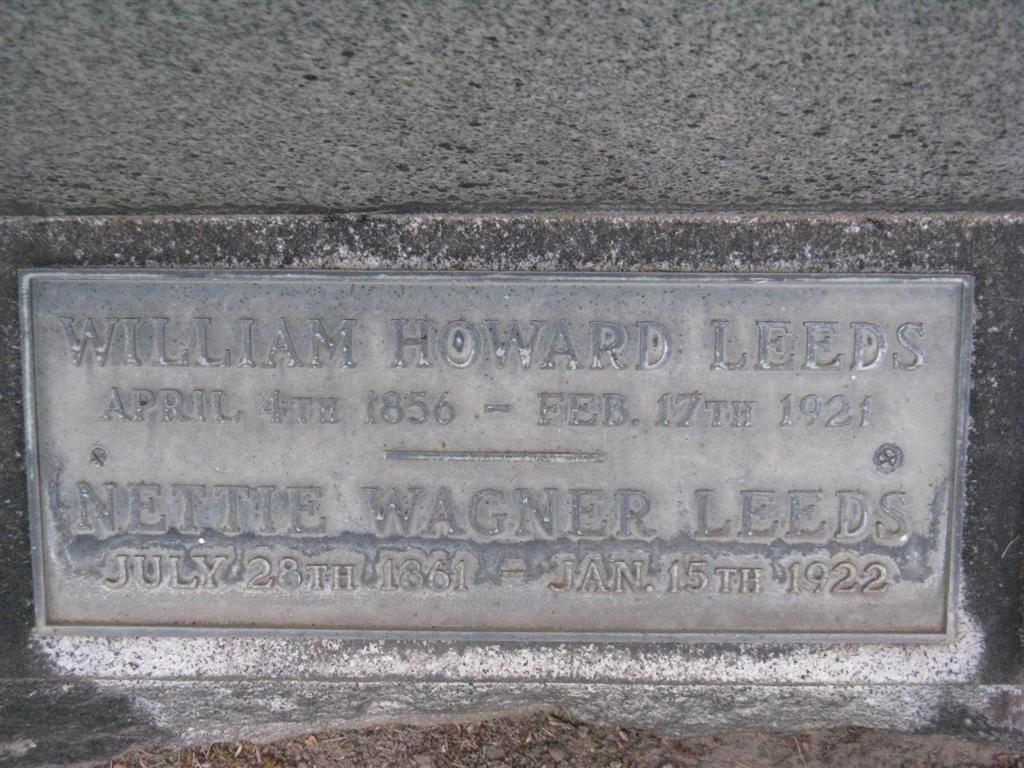 WILLIAM HOWARD LEEDS
APRIL 4TH 1856 - FEB. 17TH 1921
NETTIE WAGNER LEEDS
JULY 28TH 1861 - JAN. 15TH 1922